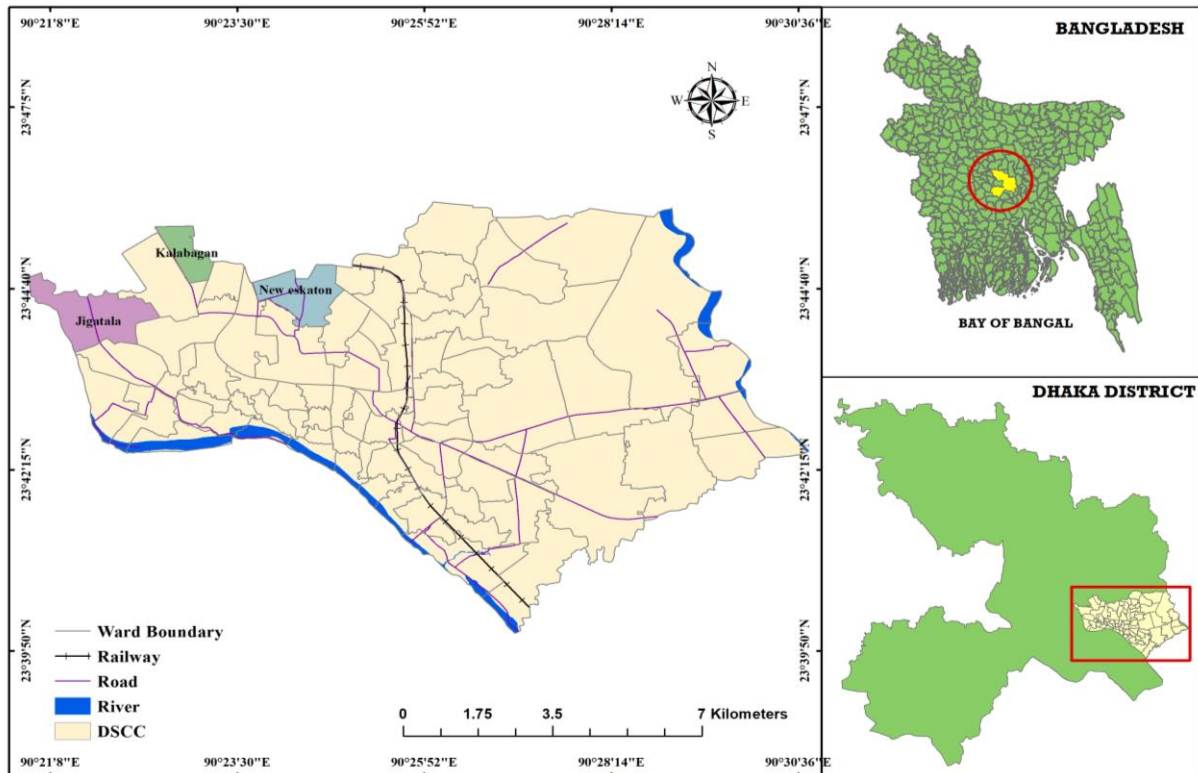 90°21'8"E
90°23'30"E
90°25'52"E
90°28'14"E
90°30'36"E
23°47'5"N
23°44'40"N
23°42'15"N
23°39'50"N
N
W
E
S
Kalabagan
New eskaton
Jigatala
Ward Boundary
Railway
Road
River
DSCC
0 1.75 3.5 7 Kilometers
23°47'5"N
23°44'40"N
23°42'15"N
23°39'50"N
90°21'8"E
90°23'30"E
90°25'52"E
90°28'14"E
90°30'36"E
BANGLADESH
BAY OF BANGAL
DHAKA DISTRICT